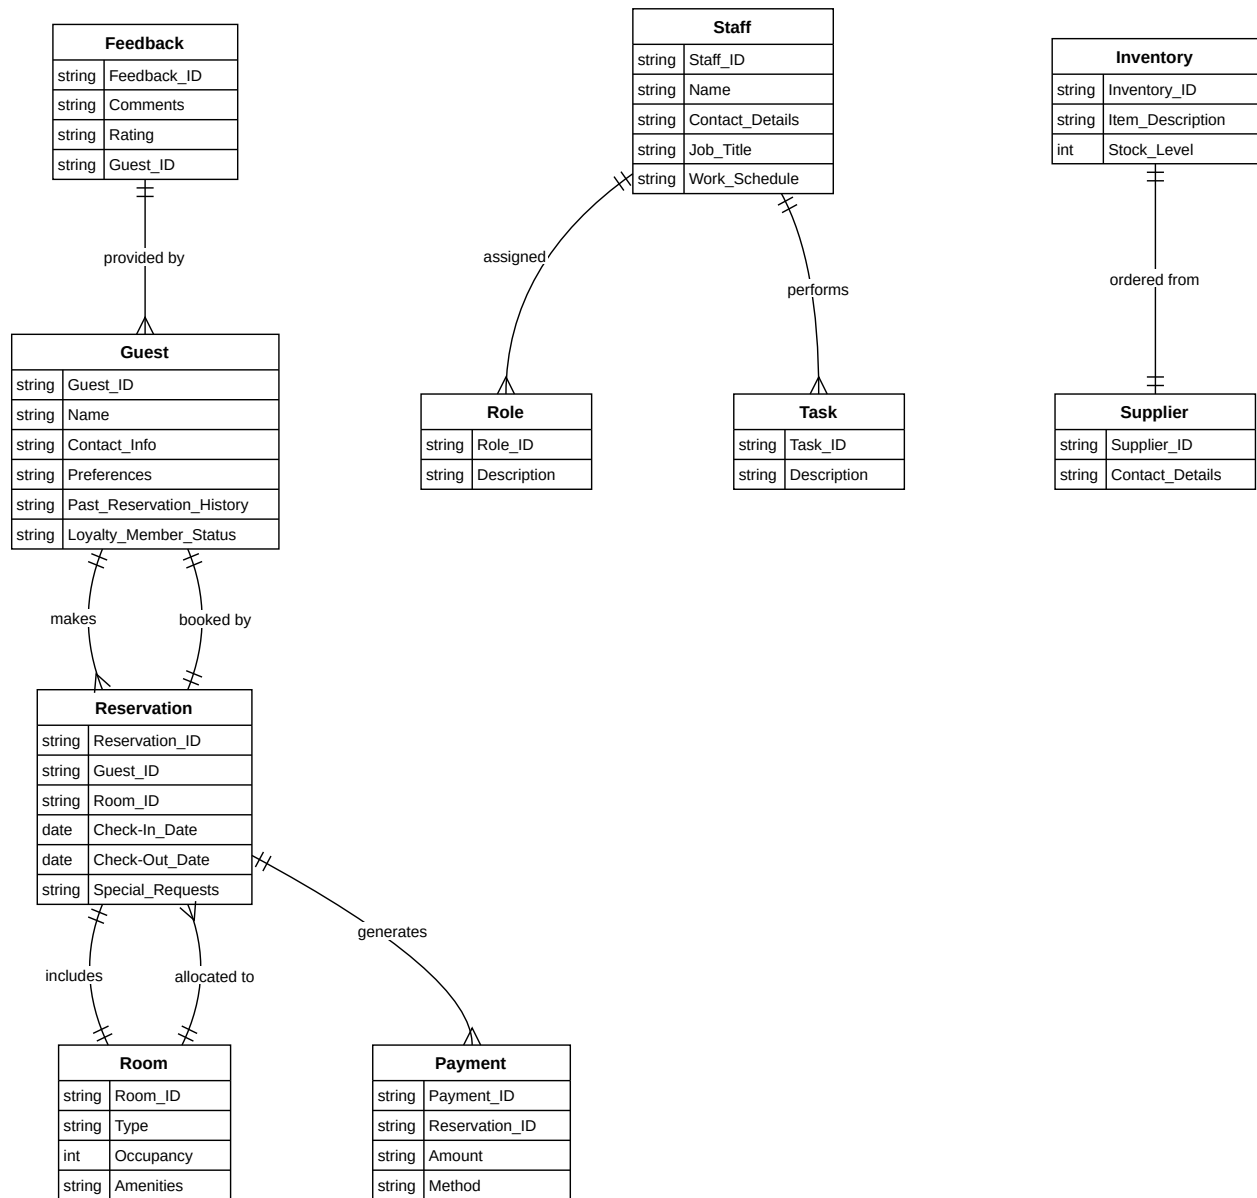 Feedback
string Feedback_ID
string Comments
string Rating
string Guest_ID
provided by
Guest
string Guest_ID
string Name
string Contact_Info
string Preferences
string Past_Reservation_History
string Loyalty_Member_Status
makes
booked by
Reservation
string Reservation_ID
string Guest_ID
string Room_ID
date Check-In_Date
date Check-Out_Date
string Special_Requests
includes
allocated to
generates
Room
string Room_ID
string Type
int Occupancy
string Amenities
Payment
string Payment_ID
string Reservation_ID
string Amount
string Method
Staff
string Staff_ID
string Name
string Contact_Details
string Job_Title
string Work_Schedule
assigned
performs
Role
string Role_ID
string Description
Task
string Task_ID
string Description
Inventory
string Inventory_ID
string Item_Description
int Stock_Level
ordered from
Supplier
string Supplier_ID
string Contact_Details